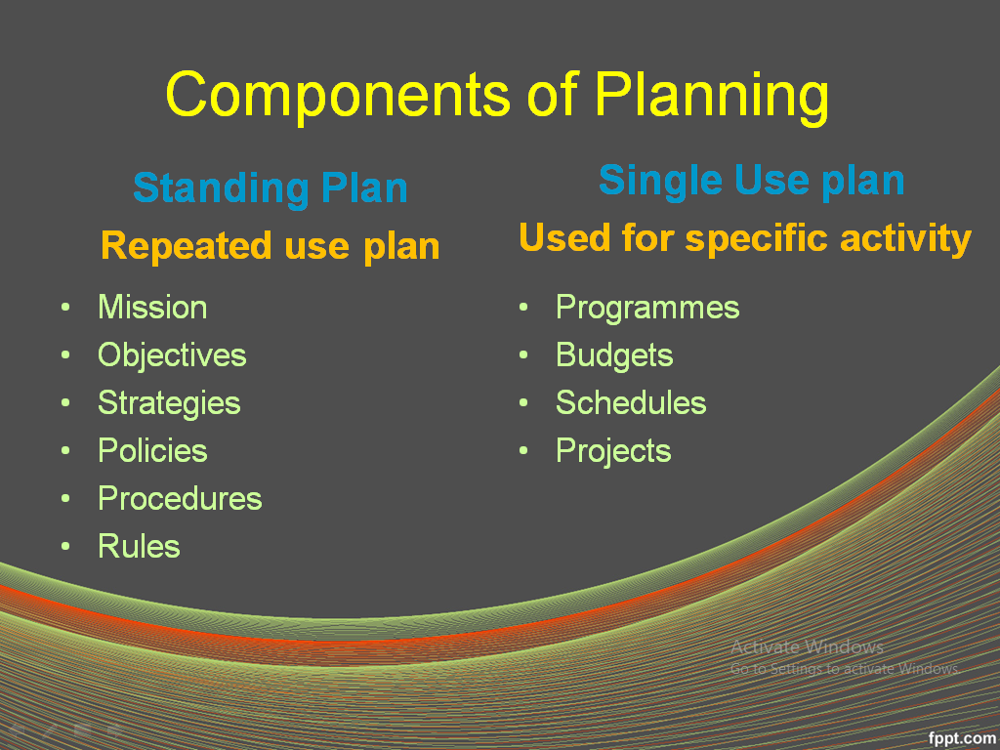 Components of Planning
Standing Plan
Repeated use plan
• Mission
• Objectives
• Strategies
• Policies
• Procedures
• Rules
Single Use plan
Used for specific activity
• Programmes
• Budgets
• Schedules
• Projects
Activate Windows
Go to Settings to activate Windows.
fppt.com